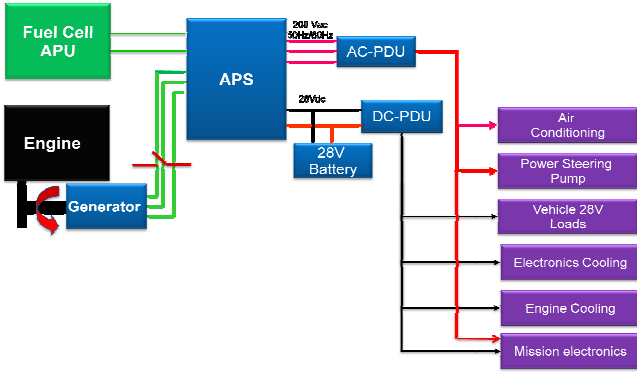 Fuel Cell
APU
APS
200 Vac
50Hz/60Hz
AC-PDU
28Vdc
DC-PDU
28V
Battery
Engine
Generator
Air
Conditioning
Power Steering
Pump
Vehicle 28V
Loads
Electronics Cooling
Engine Cooling
Mission electronics